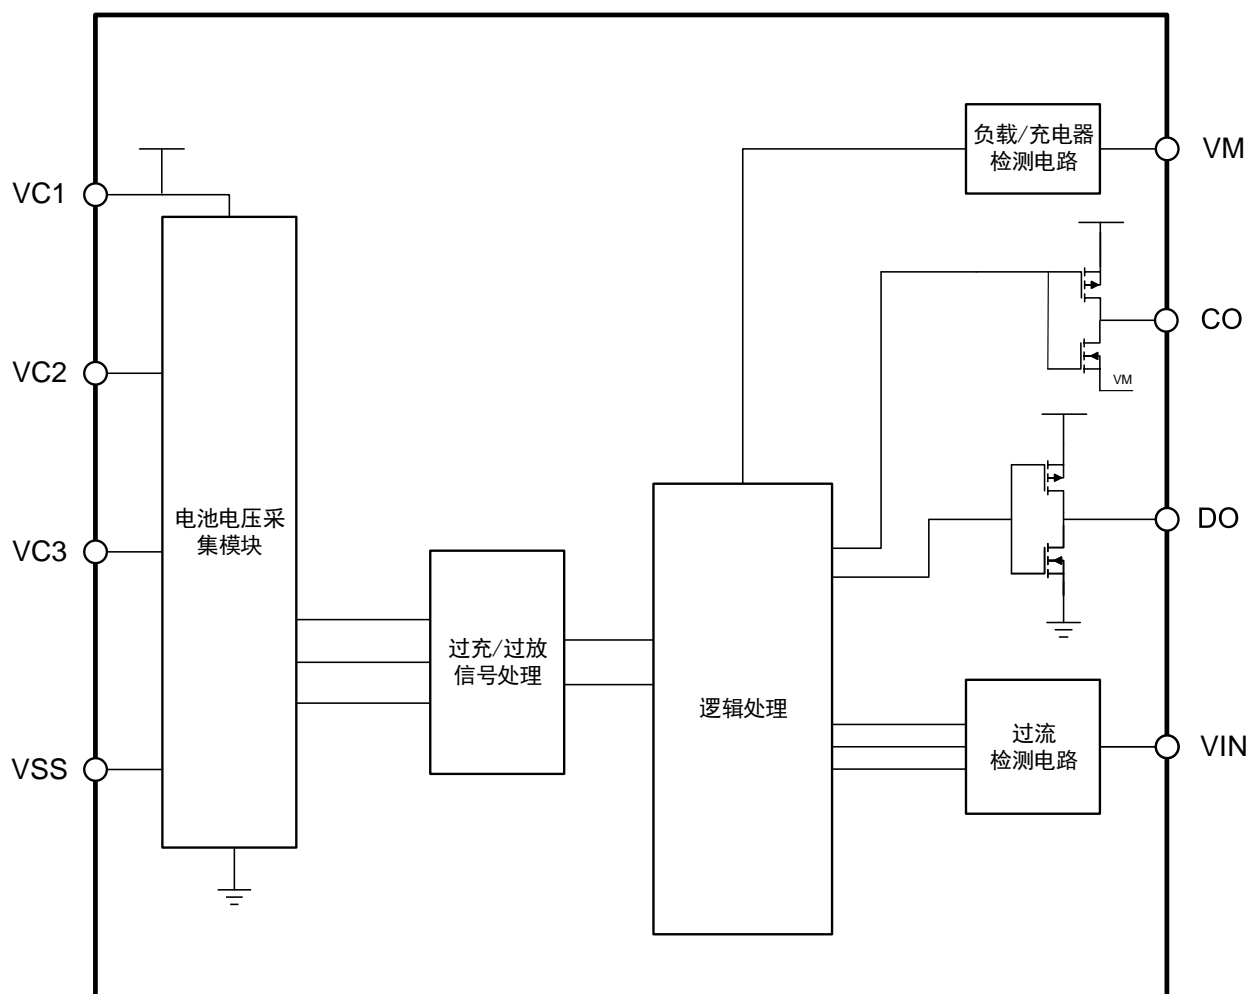 负载/充电器
检测电路
VM
VC1
CO
VC2
VM
电池电压采
集模块
DO
VC3
过充/过放
信号处理
逻辑处理
过流
检测电路
VIN
VSS